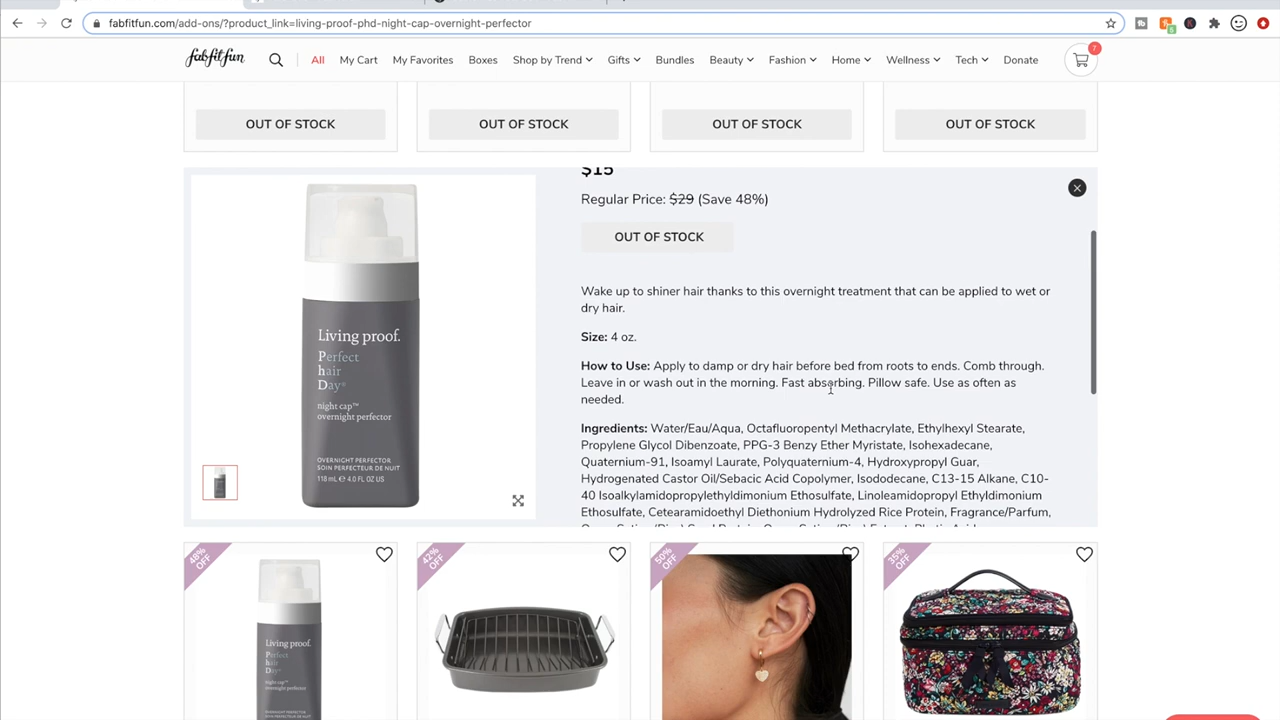 fabfitfun.com/add-ons/?product_link=living-proof-phd-night-cap-overnight-perfector
fabfitfun
All
My Cart
My Favorites
Boxes
Shop by Trend
Gifts
Bundles
Beauty
Fashion
Home
Wellness
Tech
Donate
7
OUT OF STOCK
OUT OF STOCK
OUT OF STOCK
OUT OF STOCK
$15
Regular Price: $29 (Save 48%)
OUT OF STOCK
Wake up to shiner hair thanks to this overnight treatment that can be applied to wet or
dry hair.
Size: 4 oz.
How to Use: Apply to damp or dry hair before bed from roots to ends. Comb through.
Leave in or wash out in the morning. Fast absorbing. Pillow safe. Use as often as
needed.
Ingredients: Water/Eau/Aqua, Octafluoropentyl Methacrylate, Ethylhexyl Stearate,
Propylene Glycol Dibenzoate, PPG-3 Benzy Ether Myristate, Isohexadecane,
Quaternium-91, Isoamyl Laurate, Polyquaternium-4, Hydroxypropyl Guar,
Hydrogenated Castor Oil/Sebacic Acid Copolymer, Isododecane, C13-15 Alkane, C10-
40 Isoalkylamidopropylethyldimonium Ethosulfate, Linoleamidopropyl Ethyldimonium
Ethosulfate, Cetearamidoethyl Diethonium Hydrolyzed Rice Protein, Fragrance/Parfum,
Living proof.
Perfect
hair
Day
night cap™
overnight perfector
OVERNIGHT PERFECTOR
SOIN PERFECTEUR DE NUIT
118 mL ℮ 4.0 FL OZ US
48%
OFF
42%
OFF
50%
OFF
35%
OFF
Living proof.
Perfect
hair
Day
night cap™
overnight perfector